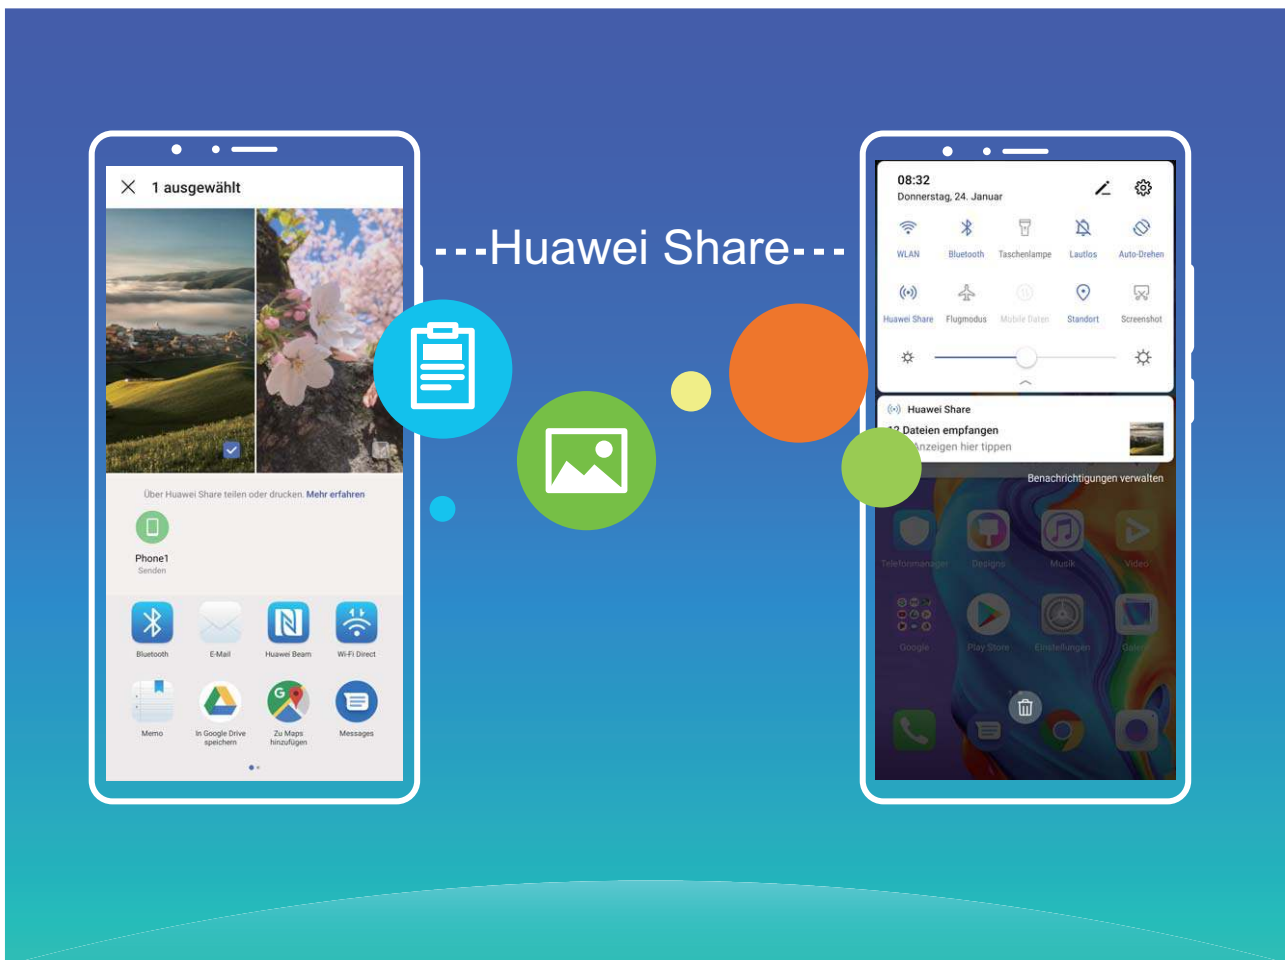 1 ausgewählt
Über Huawei Share teilen oder drucken. Mehr erfahren
Phone1
Senden
Bluetooth
E-Mail
Huawei Beam
Wi-Fi Direct
Memo
In Google Drive speichern
Zu Maps hinzufügen
Messages
---Huawei Share---
08:32
Donnerstag, 24. Januar
WLAN
Bluetooth
Taschenlampe
Lautlos
Auto-Drehen
Huawei Share
Flugmodus
Mobile Daten
Standort
Screenshot
Huawei Share
Dateien empfangen
Anzeigen hier tippen
Benachrichtigungen verwalten
Telefonmanager
Designs
Musik
Video
Google
Play Store
Einstellungen
Galerie